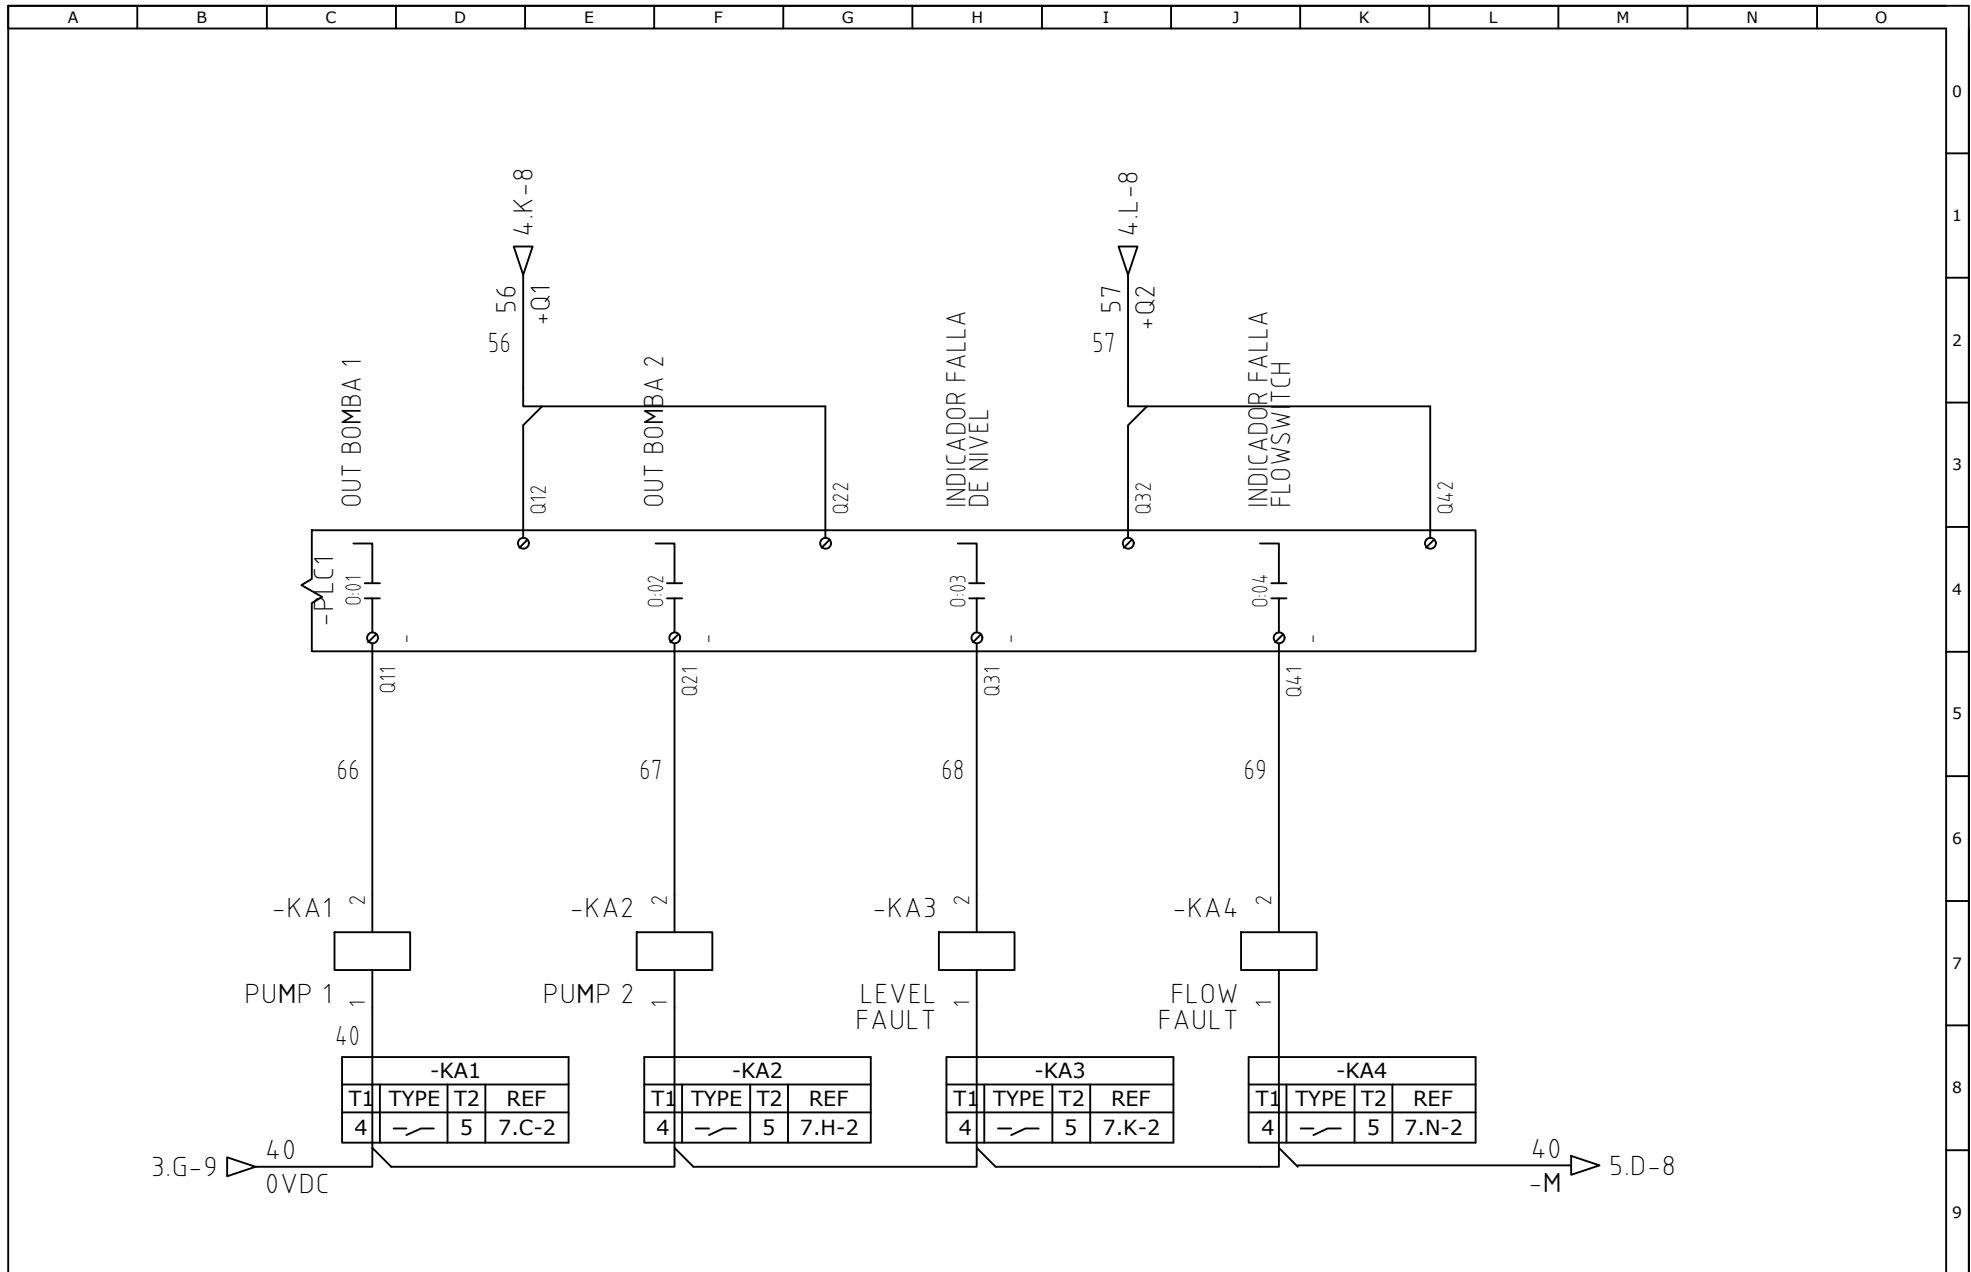 A B C D E F G H I J K L M N O
0
1
2
3
4
5
6
7
8
9
4.K-8
4.L-8
56
+Q1
56
57
+Q2
57
OUT BOMBA 1
OUT BOMBA 2
INDICADOR FALLA
DE NIVEL
INDICADOR FALLA
FLOWSWITCH
Q12
Q22
Q32
Q42
-PLC1
0:01
0:02
0:03
0:04
- - - -
Q11
Q21
Q31
Q41
66 67 68 69
-KA1 2
-KA2 2
-KA3 2
-KA4 2
PUMP 1 1
PUMP 2 1
LEVEL
FAULT
1
FLOW
FAULT
1
40
-KA1
T1 TYPE T2 REF
4 5 7.C-2
-KA2
T1 TYPE T2 REF
4 5 7.H-2
-KA3
T1 TYPE T2 REF
4 5 7.K-2
-KA4
T1 TYPE T2 REF
4 5 7.N-2
3.G-9
40
0VDC
40
-M
5.D-8